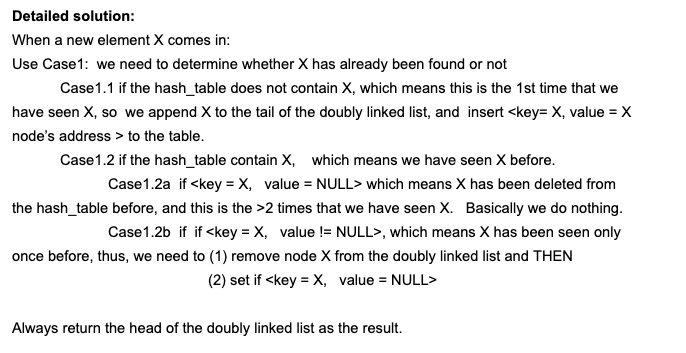 Detailed solution:
When a new element X comes in:
Use Case1:  we need to determine whether X has already been found or not
Case1.1 if the hash_table does not contain X, which means this is the 1st time that we
have seen X, so  we append X to the tail of the doubly linked list, and  insert <key= X, value = X
node's address > to the table.
Case1.2 if the hash_table contain X,   which means we have seen X before.
Case1.2a  if <key = X,   value = NULL> which means X has been deleted from
the hash_table before, and this is the >2 times that we have seen X.   Basically we do nothing.
Case1.2b  if  if <key = X,   value != NULL>, which means X has been seen only
once before, thus, we need to (1) remove node X from the doubly linked list and THEN
(2) set if <key = X,   value = NULL>
Always return the head of the doubly linked list as the result.